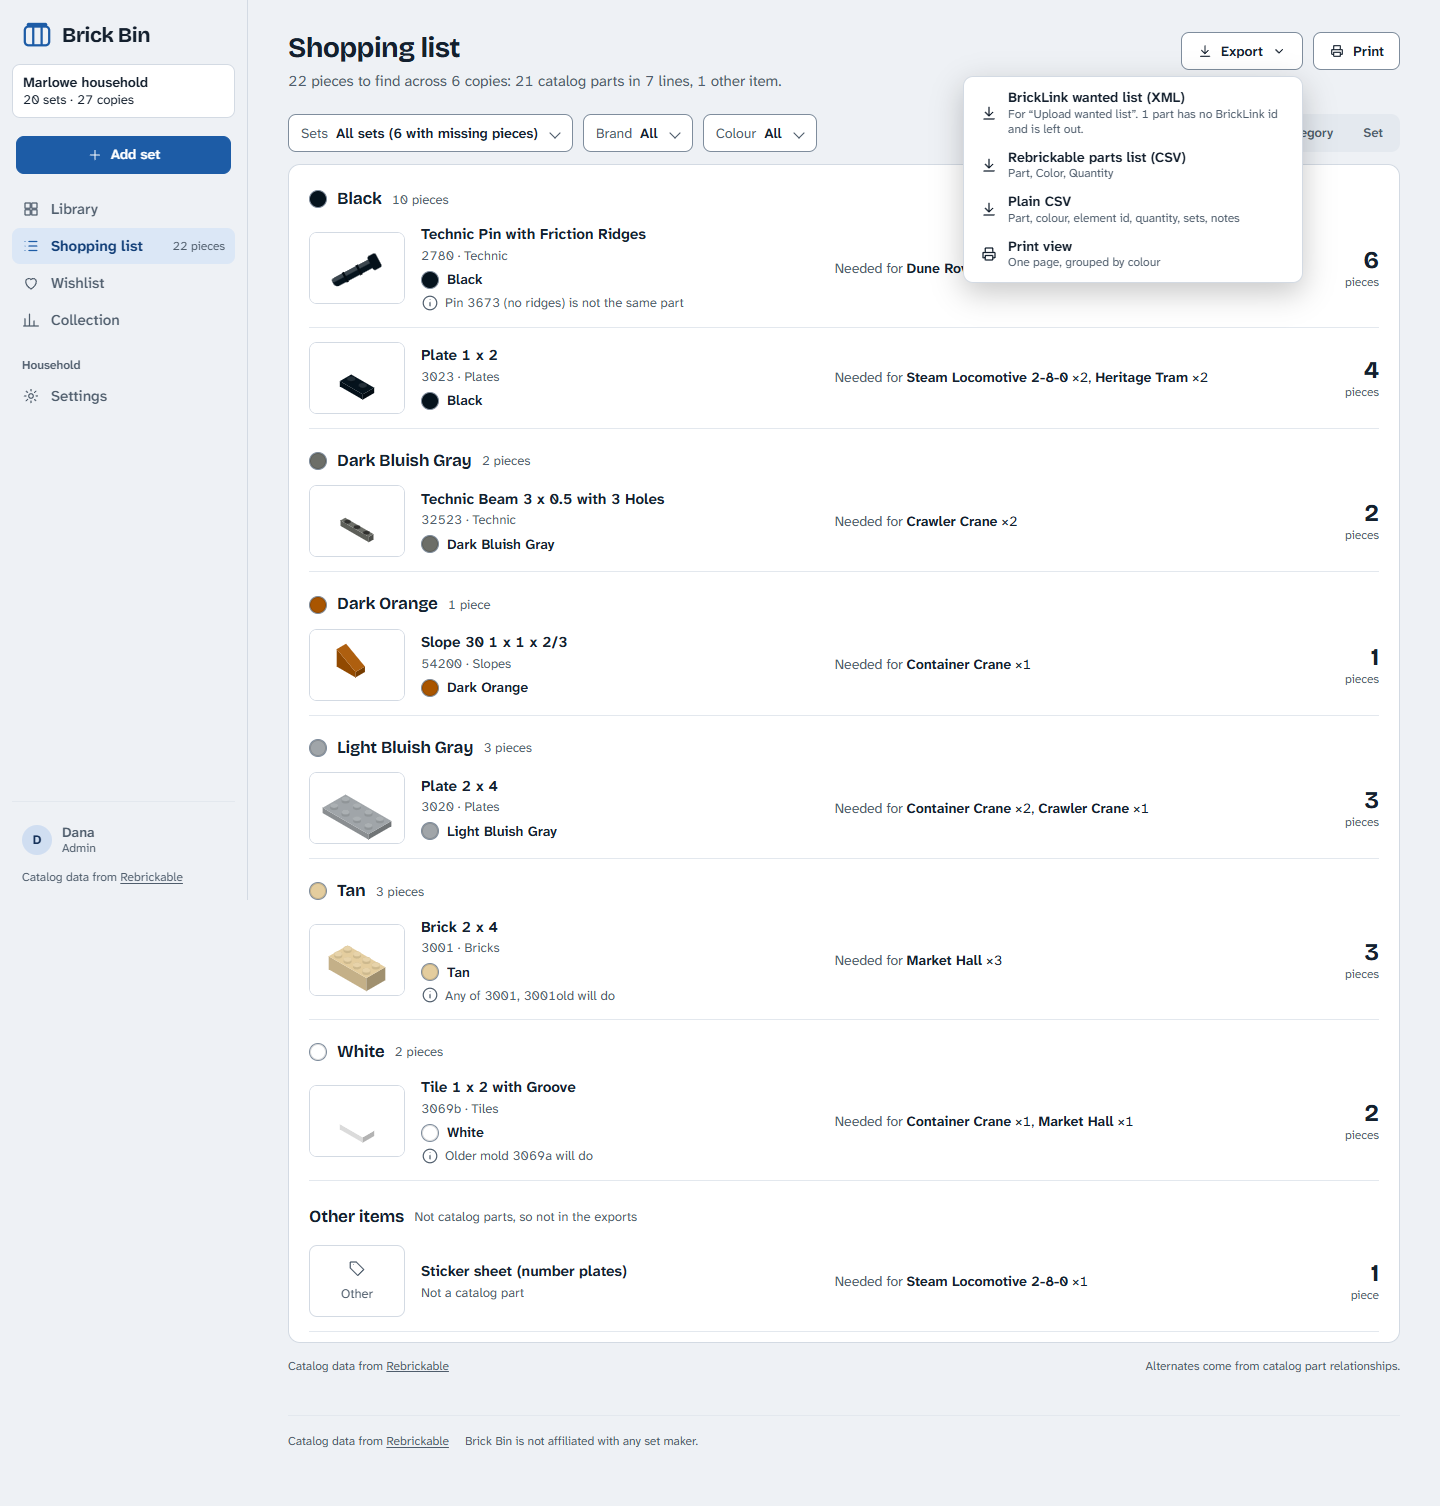 Brick Bin
Marlowe household
20 sets · 27 copies
Add set
Library
Shopping list 22 pieces
Wishlist
Collection
Household
Settings
D
Dana
Admin
Catalog data from Rebrickable
Shopping list
22 pieces to find across 6 copies: 21 catalog parts in 7 lines, 1 other item.
Export
Print
Sets All sets (6 with missing pieces)
Brand All
Colour All
egory
Set
BrickLink wanted list (XML)
For “Upload wanted list”. 1 part has no BrickLink id
and is left out.
Rebrickable parts list (CSV)
Part, Color, Quantity
Plain CSV
Part, colour, element id, quantity, sets, notes
Print view
One page, grouped by colour
Black 10 pieces
Technic Pin with Friction Ridges
2780 · Technic
Black
Pin 3673 (no ridges) is not the same part
Needed for Dune Rov
6
pieces
Plate 1 x 2
3023 · Plates
Black
Needed for Steam Locomotive 2-8-0 ×2, Heritage Tram ×2
4
pieces
Dark Bluish Gray 2 pieces
Technic Beam 3 x 0.5 with 3 Holes
32523 · Technic
Dark Bluish Gray
Needed for Crawler Crane ×2
2
pieces
Dark Orange 1 piece
Slope 30 1 x 1 x 2/3
54200 · Slopes
Dark Orange
Needed for Container Crane ×1
1
pieces
Light Bluish Gray 3 pieces
Plate 2 x 4
3020 · Plates
Light Bluish Gray
Needed for Container Crane ×2, Crawler Crane ×1
3
pieces
Tan 3 pieces
Brick 2 x 4
3001 · Bricks
Tan
Any of 3001, 3001old will do
Needed for Market Hall ×3
3
pieces
White 2 pieces
Tile 1 x 2 with Groove
3069b · Tiles
White
Older mold 3069a will do
Needed for Container Crane ×1, Market Hall ×1
2
pieces
Other items Not catalog parts, so not in the exports
Other
Sticker sheet (number plates)
Not a catalog part
Needed for Steam Locomotive 2-8-0 ×1
1
piece
Catalog data from Rebrickable
Alternates come from catalog part relationships.
Catalog data from Rebrickable Brick Bin is not affiliated with any set maker.